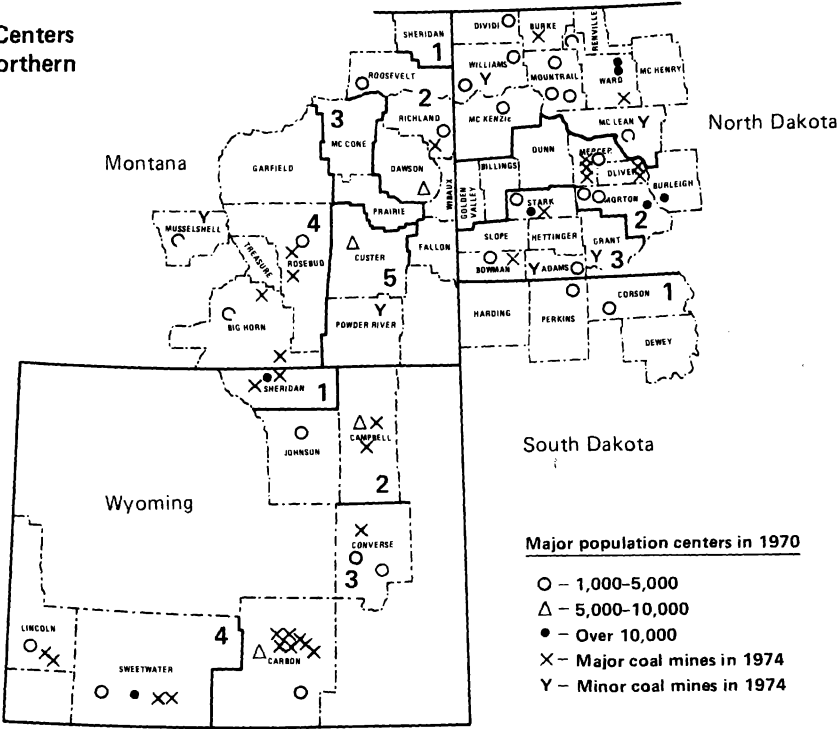 Centers
orthern
SHERIDAN
1
DIVIDI
BURKE
RENVILLE
ROOSEVELT
WILLIAMS
Y
MOUNTRAIL
WARD
MC HENRY
2
RICHLAND
3
MC CONE
MC KENZIE
MC LEAN
Y
North Dakota
Montana
GARFIELD
DAWSON
WIBAUX
GOLDEN
VALLEY
BILLINGS
DUNN
MERCER
OLIVER
BURLEIGH
MORTON
2
STARK
PRAIRIE
Y
MUSSELSHELL
4
TREASURE
ROSEBUD
CUSTER
5
FALLON
SLOPE
HETTINGER
GRANT
Y
3
BOWMAN
Y
ADAMS
BIG HORN
Y
POWDER RIVER
HARDING
PERKINS
CORSON
1
DEWEY
SHERIDAN
1
JOHNSUN
CAMPBELL
2
South Dakota
Wyoming
CONVERSE
3
LINCOLN
4
SWEETWATER
CARBON
Major population centers in 1970
○ – 1,000–5,000
△ – 5,000–10,000
● – Over 10,000
X – Major coal mines in 1974
Y – Minor coal mines in 1974